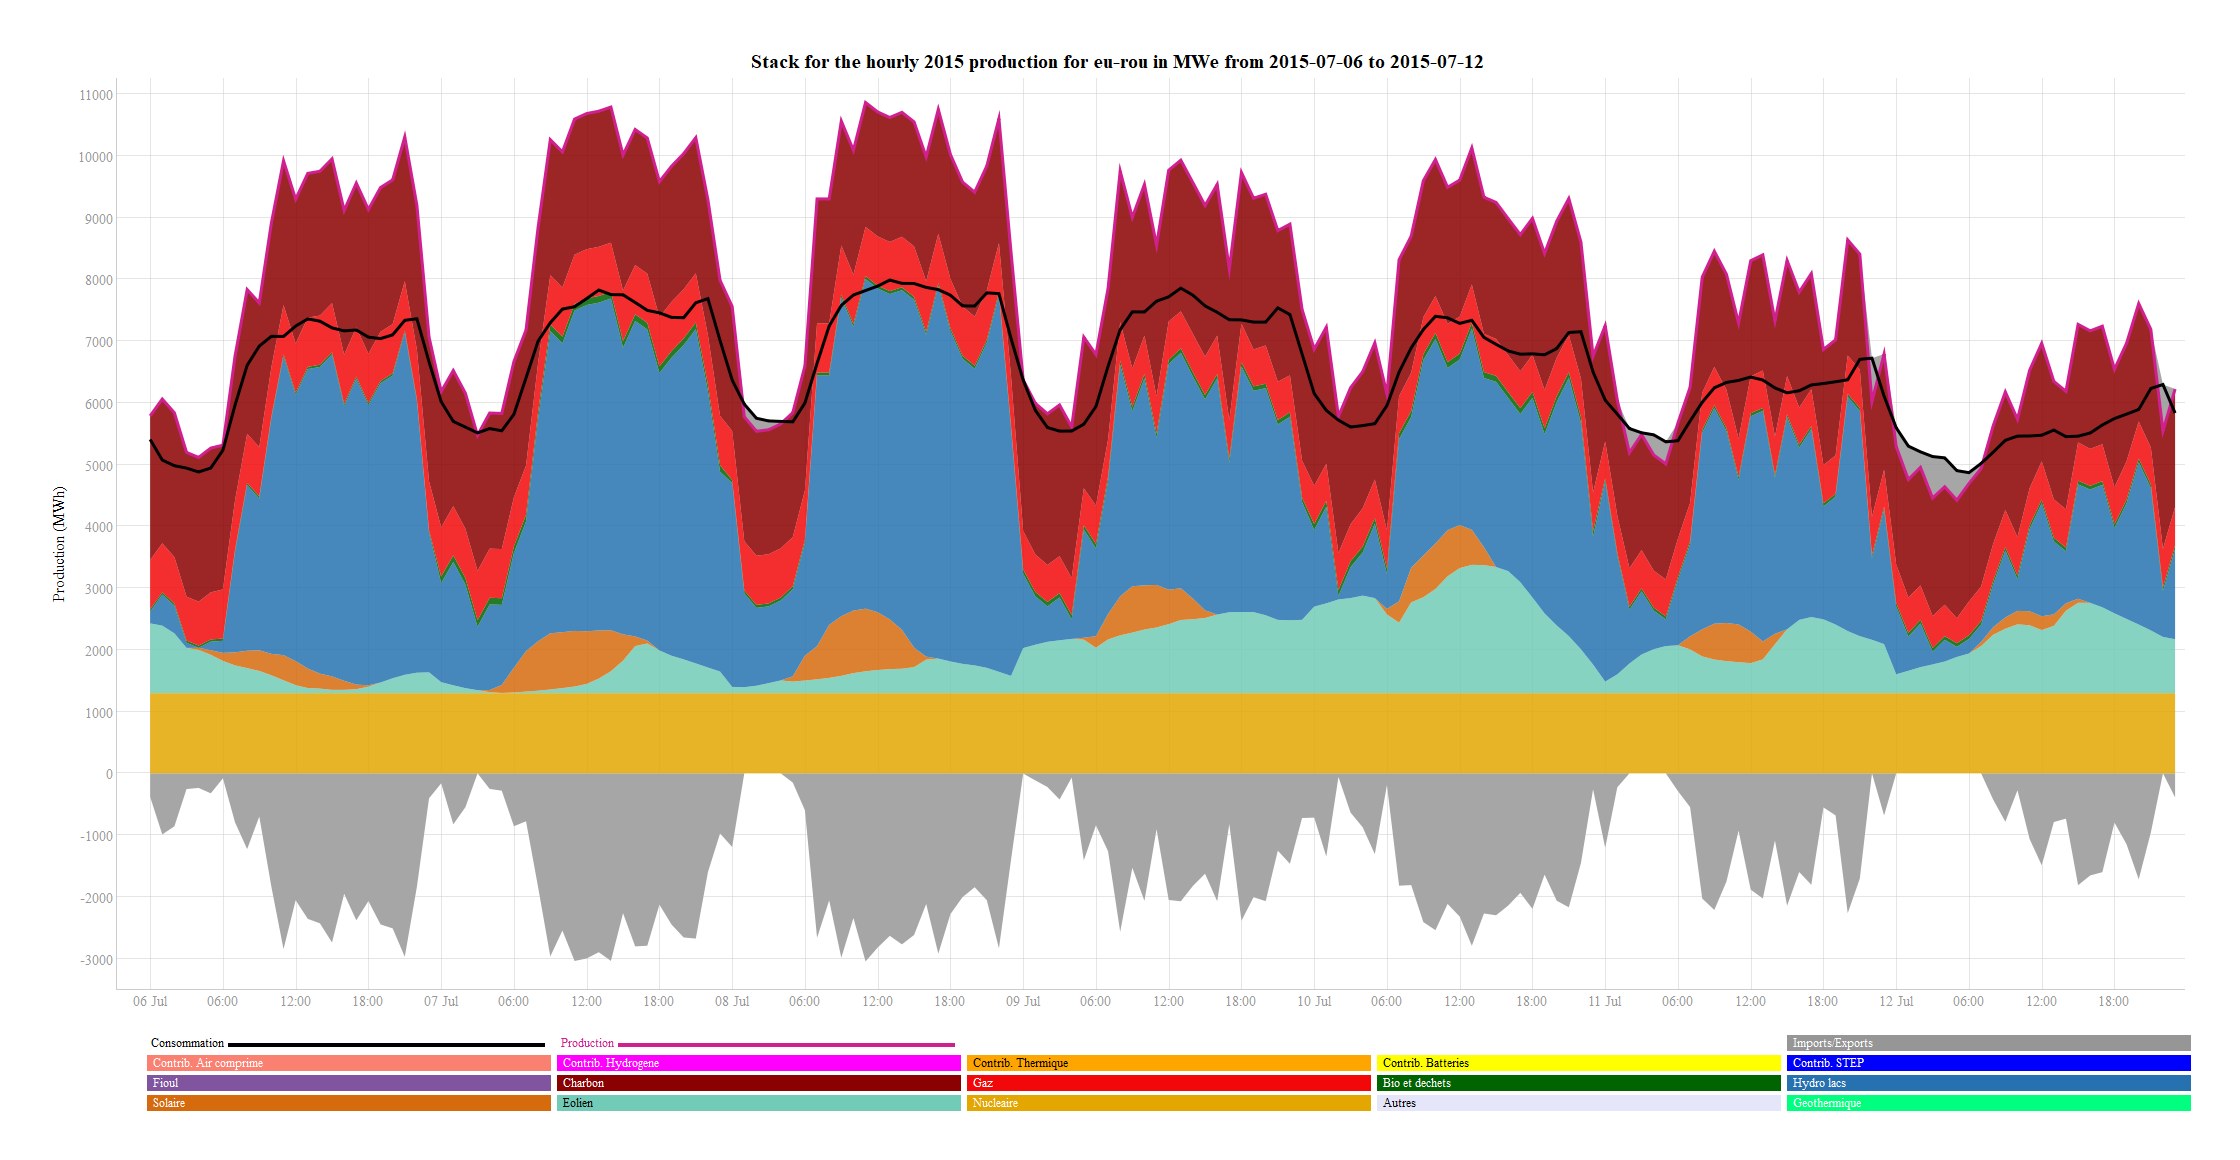 Stack for the hourly 2015 production for eu-rou in MWe from 2015-07-06 to 2015-07-12
Production (MWh)
11000
10000
9000
8000
7000
6000
5000
4000
3000
2000
1000
0
-1000
-2000
-3000
06 Jul 06:00 12:00 18:00 07 Jul 06:00 12:00 18:00 08 Jul 06:00 12:00 18:00 09 Jul 06:00 12:00 18:00 10 Jul 06:00 12:00 18:00 11 Jul 06:00 12:00 18:00 12 Jul 06:00 12:00 18:00
Consommation Production Imports/Exports
Contrib. Air comprime Contrib. Hydrogene Contrib. Thermique Contrib. Batteries Contrib. STEP
Fioul Charbon Gaz Bio et dechets Hydro lacs
Solaire Eolien Nucleaire Autres Geothermique